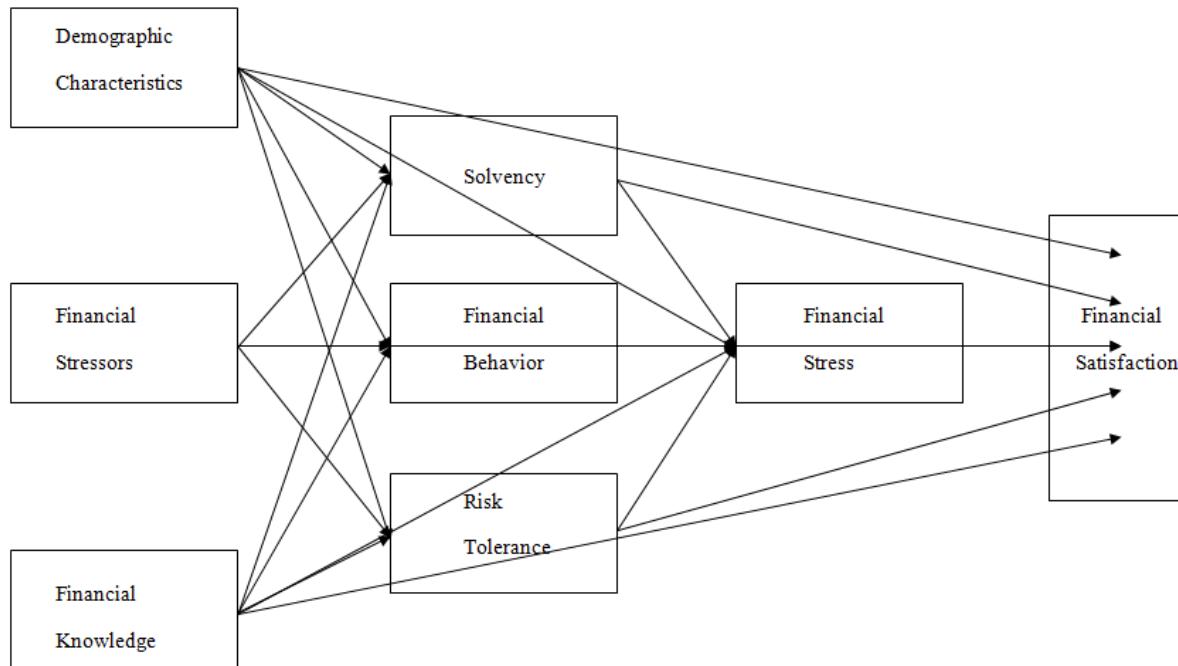 Demographic
Characteristics
Solvency
Financial
Stressors
Financial
Behavior
Financial
Stress
Financial
Satisfaction
Risk
Tolerance
Financial
Knowledge